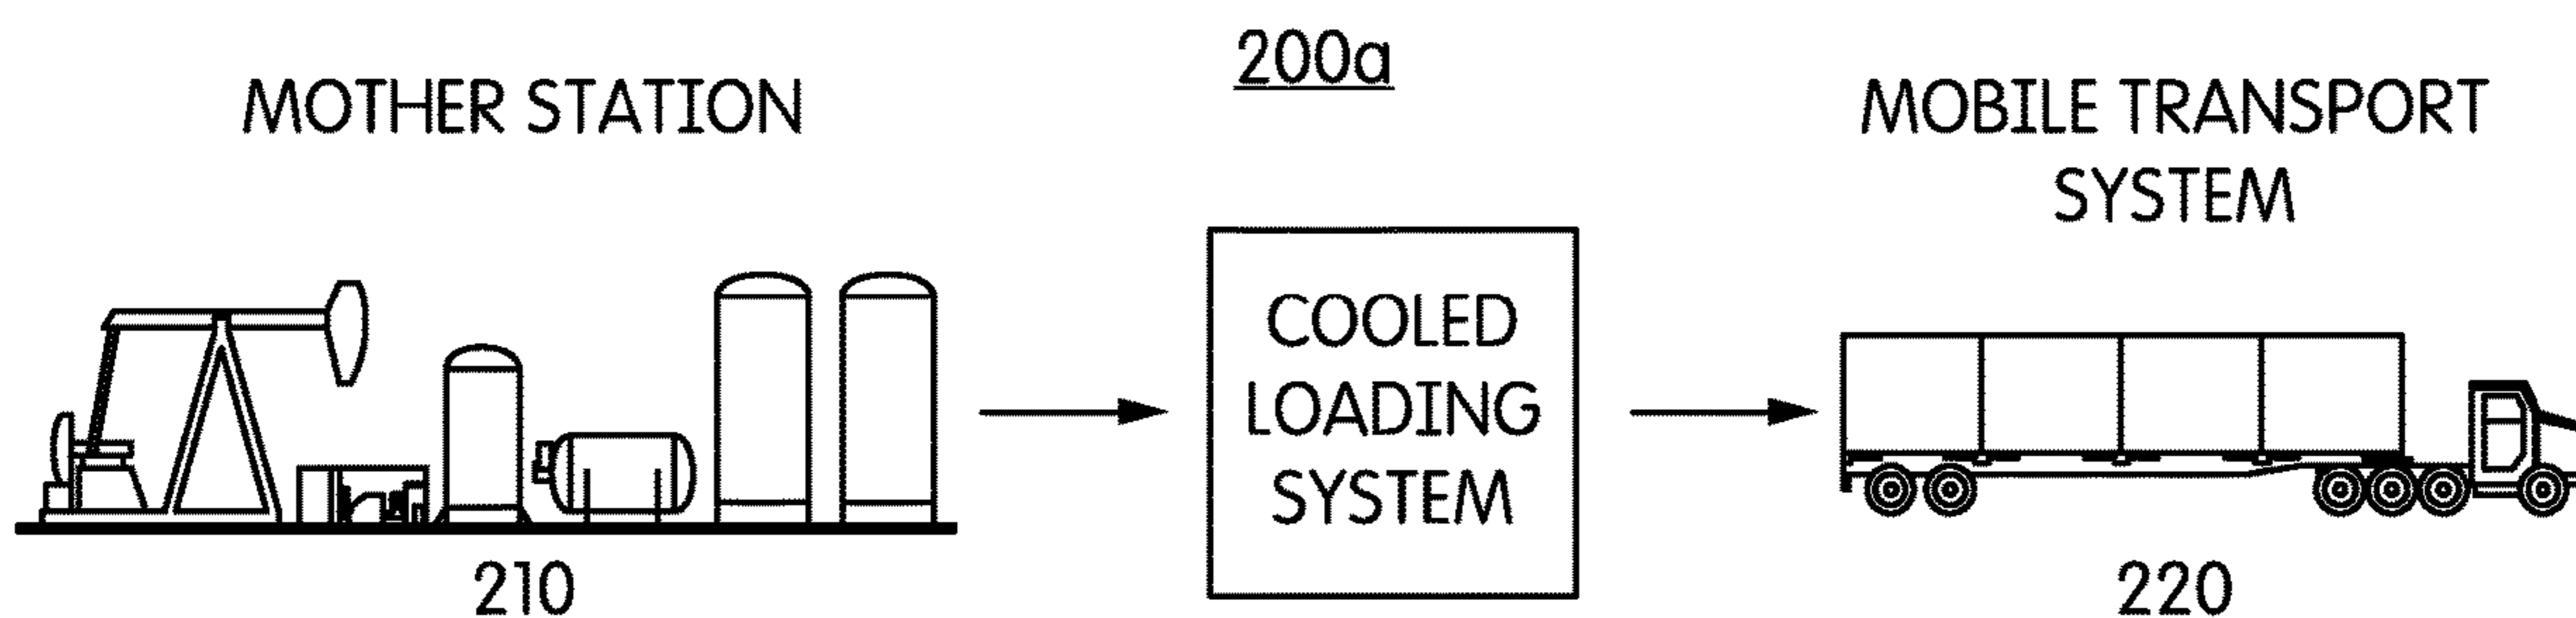 200a
MOTHER STATION
MOBILE TRANSPORT
SYSTEM
COOLED
LOADING
SYSTEM
210
220